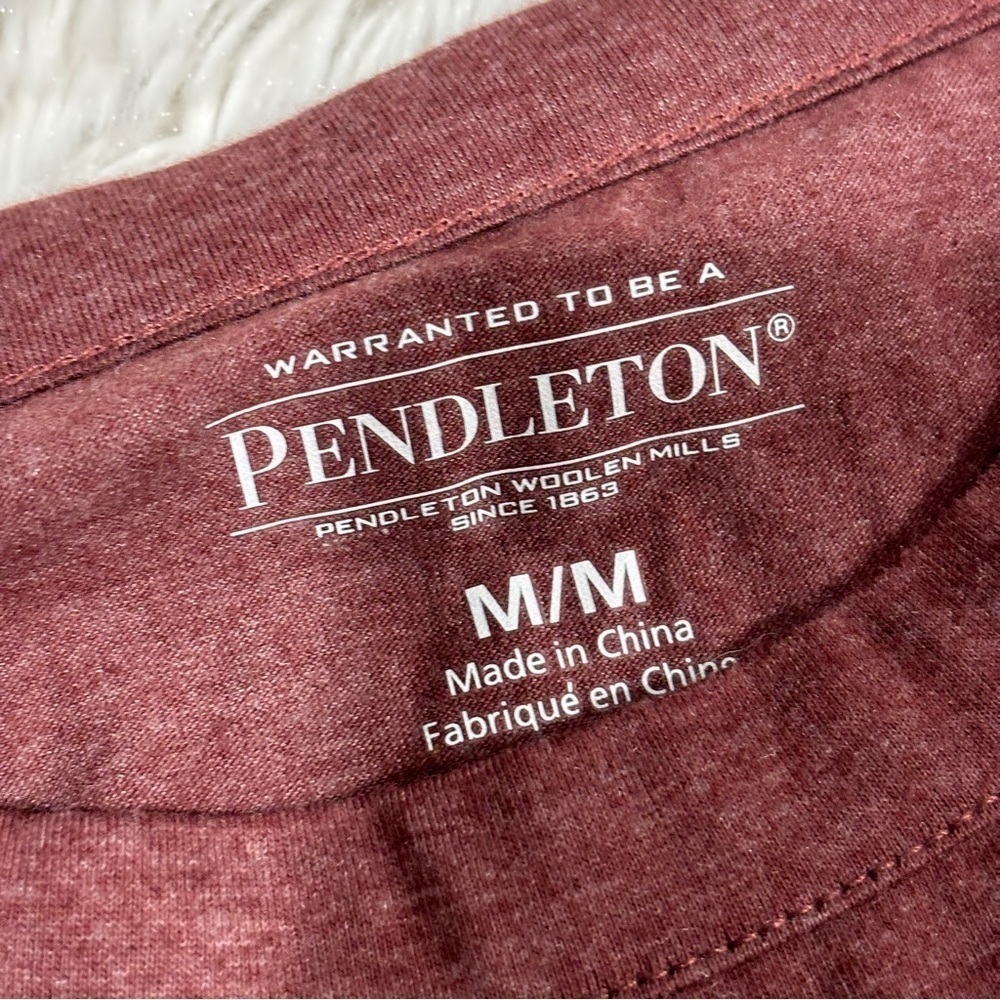 WARRANTED TO BE A
PENDLETON®
PENDLETON WOOLEN MILLS
SINCE 1863
M/M
Made in China
Fabriqué en Chine